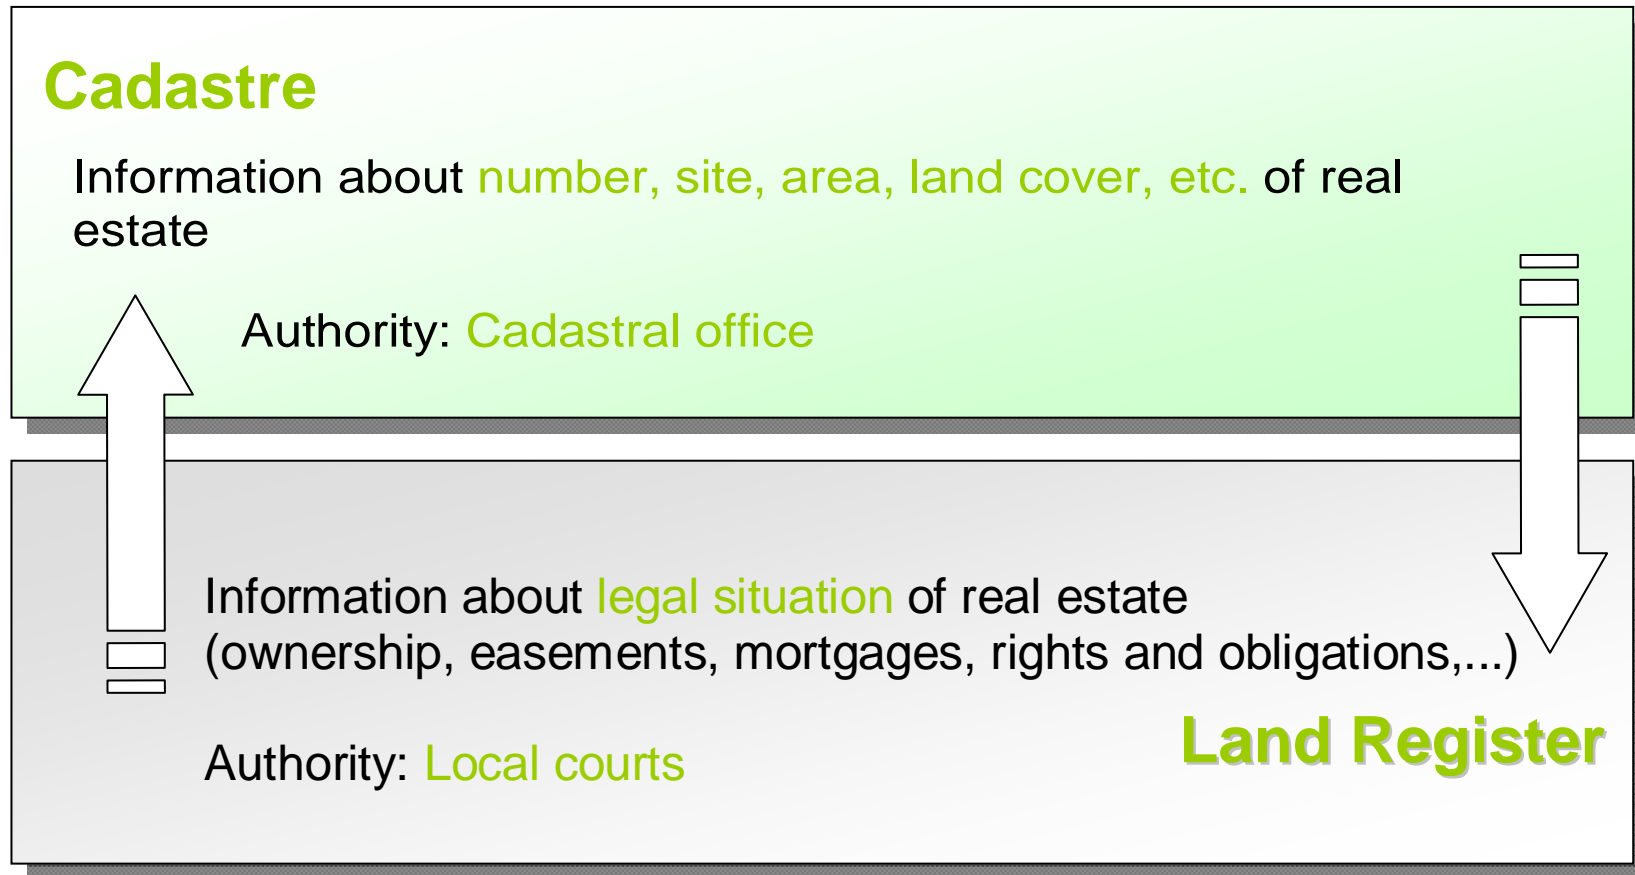 Cadastre
Information about number, site, area, land cover, etc. of real
estate
Authority: Cadastral office
Information about legal situation of real estate
(ownership, easements, mortgages, rights and obligations,...)
Land Register
Authority: Local courts